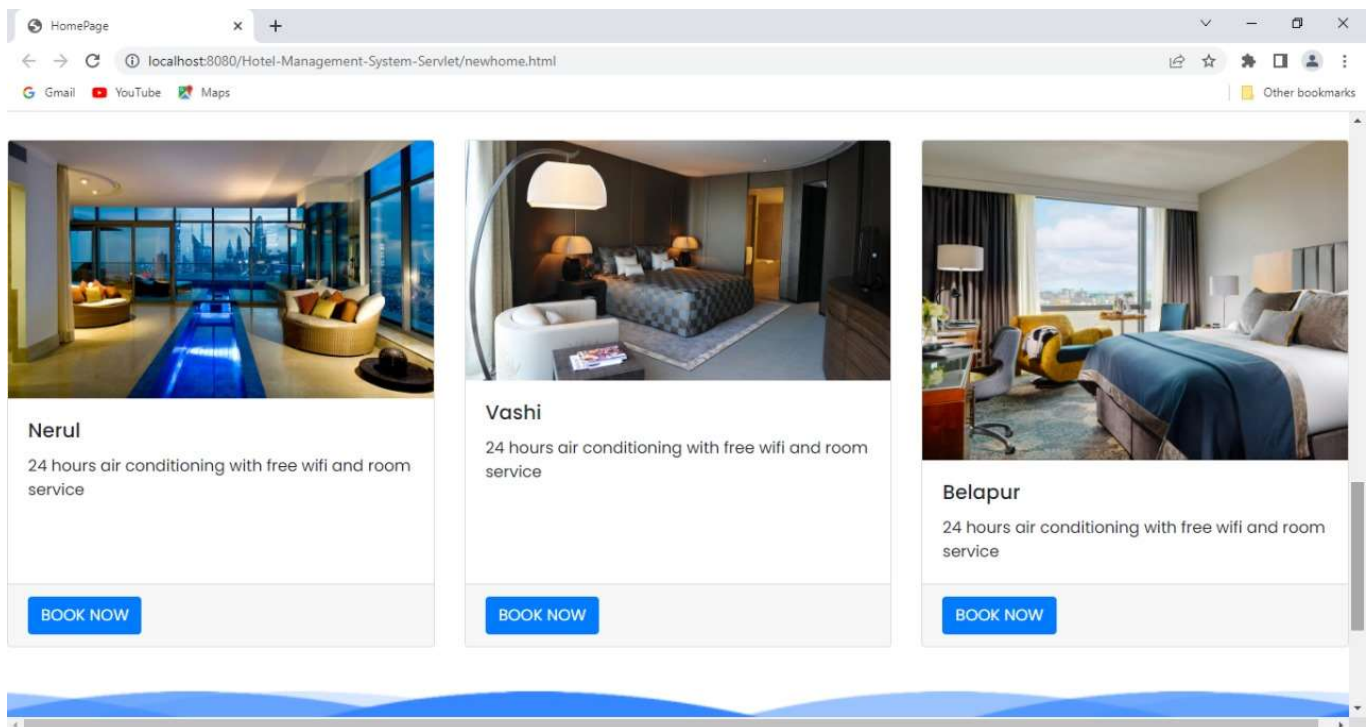 HomePage
localhost:8080/Hotel-Management-System-Servlet/newhome.html
Gmail YouTube Maps Other bookmarks
Nerul
24 hours air conditioning with free wifi and room
service
BOOK NOW
Vashi
24 hours air conditioning with free wifi and room
service
BOOK NOW
Belapur
24 hours air conditioning with free wifi and room
service
BOOK NOW